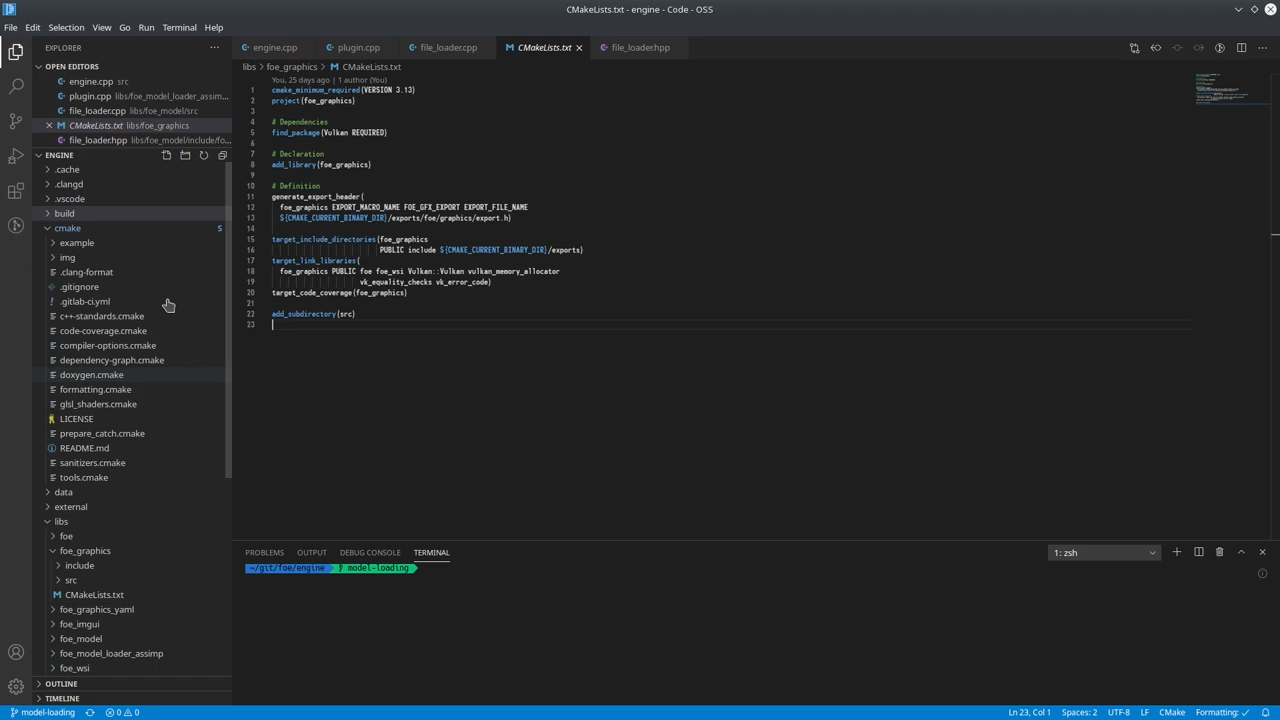 CMakeLists.txt - engine - Code - OSS
File Edit Selection View Go Run Terminal Help
EXPLORER
OPEN EDITORS
engine.cpp src
plugin.cpp libs/foe_model_loader_assim...
file_loader.cpp libs/foe_model/src
CMakeLists.txt libs/foe_graphics
file_loader.hpp libs/foe_model/include/fo...
ENGINE
.cache
.clangd
.vscode
build
cmake S
example
img
.clang-format
.gitignore
.gitlab-ci.yml
c++-standards.cmake
code-coverage.cmake
compiler-options.cmake
dependency-graph.cmake
doxygen.cmake
formatting.cmake
glsl_shaders.cmake
LICENSE
prepare_catch.cmake
README.md
sanitizers.cmake
tools.cmake
data
external
libs
foe
foe_graphics
include
src
CMakeLists.txt
foe_graphics_yaml
foe_imgui
foe_model
foe_model_loader_assimp
foe_wsi
OUTLINE
TIMELINE
engine.cpp plugin.cpp file_loader.cpp CMakeLists.txt file_loader.hpp
libs > foe_graphics > CMakeLists.txt
You, 25 days ago | 1 author (You)
1 cmake_minimum_required(VERSION 3.13)
2 project(foe_graphics)
3
4 # Dependencies
5 find_package(Vulkan REQUIRED)
6
7 # Declaration
8 add_library(foe_graphics)
9
10 # Definition
11 generate_export_header(
12 foe_graphics EXPORT_MACRO_NAME FOE_GFX_EXPORT EXPORT_FILE_NAME
13 ${CMAKE_CURRENT_BINARY_DIR}/exports/foe/graphics/export.h)
14
15 target_include_directories(foe_graphics
16 PUBLIC include ${CMAKE_CURRENT_BINARY_DIR}/exports)
17 target_link_libraries(
18 foe_graphics PUBLIC foe foe_wsi Vulkan::Vulkan vulkan_memory_allocator
19 vk_equality_checks vk_error_code)
20 target_code_coverage(foe_graphics)
21
22 add_subdirectory(src)
23
PROBLEMS OUTPUT DEBUG CONSOLE TERMINAL 1: zsh
~/git/foe/engine model-loading
model-loading 0 0 Ln 23, Col 1 Spaces: 2 UTF-8 LF CMake Formatting: ✓